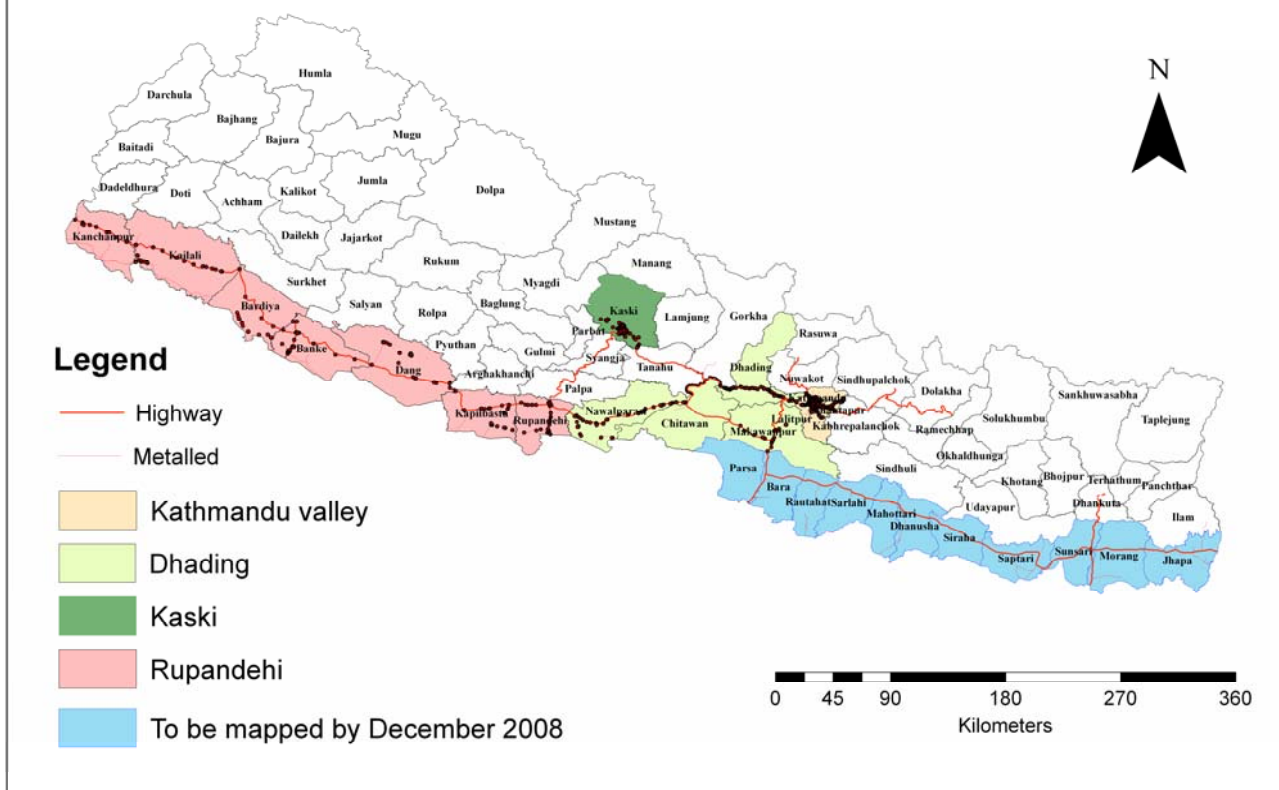 N
Humla
Darchula
Bajhang
Mugu
Bajura
Baitadi
Jumla
Dadeldhura
Doti
Kalikot
Dolpa
Achham
Mustang
Kanchanpur
Dailekh
Jajarkot
Kailali
Rukum
Manang
Surkhet
Myagdi
Bardiya
Salyan
Baglung
Rolpa
Kaski
Lamjung
Gorkha
Parbat
Rasuwa
Pyuthan
Banke
Gulmi
Syangja
Dang
Arghakhanchi
Tanahu
Dhading
Nuwakot
Sindhupalchok
Dolakha
Sankhuwasabha
Palpa
Kapilbastu
Nawalparasi
Rupandehi
Chitawan
Lalitpur
Makawanpur
Kabhrepalanchok
Ramechhap
Solukhumbu
Taplejung
Okhaldhunga
Sindhuli
Parsa
Khotang
Bhojpur
Terhathum
Panchthar
Bara
Rautahat
Sarlahi
Udayapur
Dhankuta
Mahottari
Dhanusha
Ilam
Siraha
Saptari
Sunsari
Morang
Jhapa
Legend
Highway
Metalled
Kathmandu valley
Dhading
Kaski
Rupandehi
To be mapped by December 2008
0 45 90 180 270 360
Kilometers